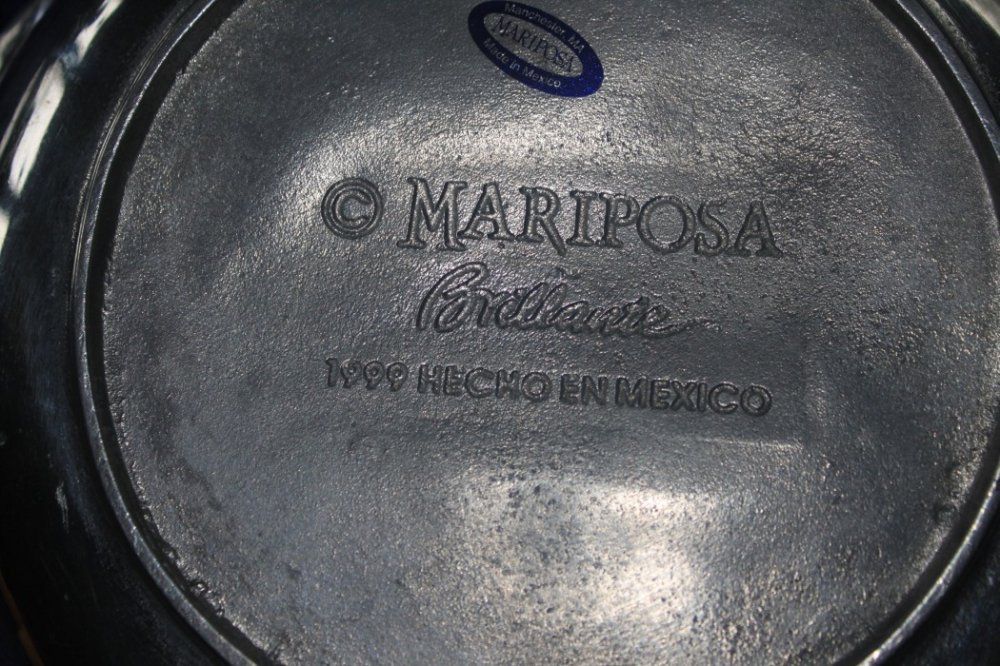 Manchester, MA
MARIPOSA
Made in Mexico
© MARIPOSA
Brillante
1999 HECHO EN MEXICO